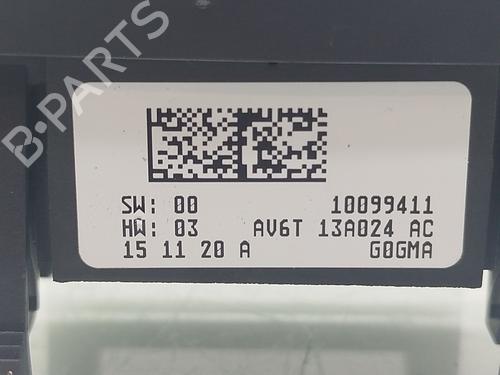 B-PARTS
SW: 00 10099411
HW: 03 AV6T 13A024 AC
15 11 20 A G0GMA